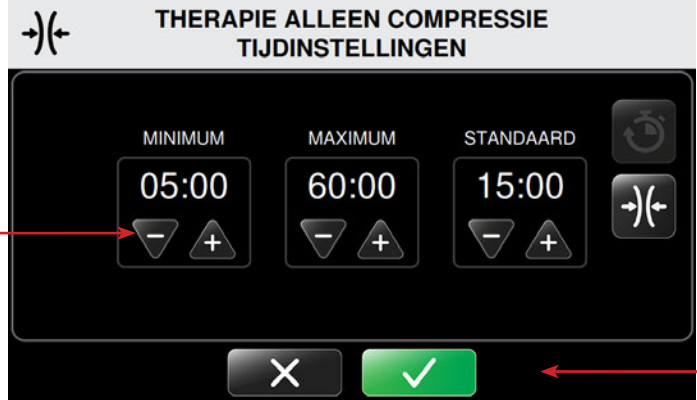 THERAPIE ALLEEN COMPRESSIE
TIJDINSTELLINGEN
MINIMUM MAXIMUM STANDAARD
05:00 60:00 15:00
- + - + - +